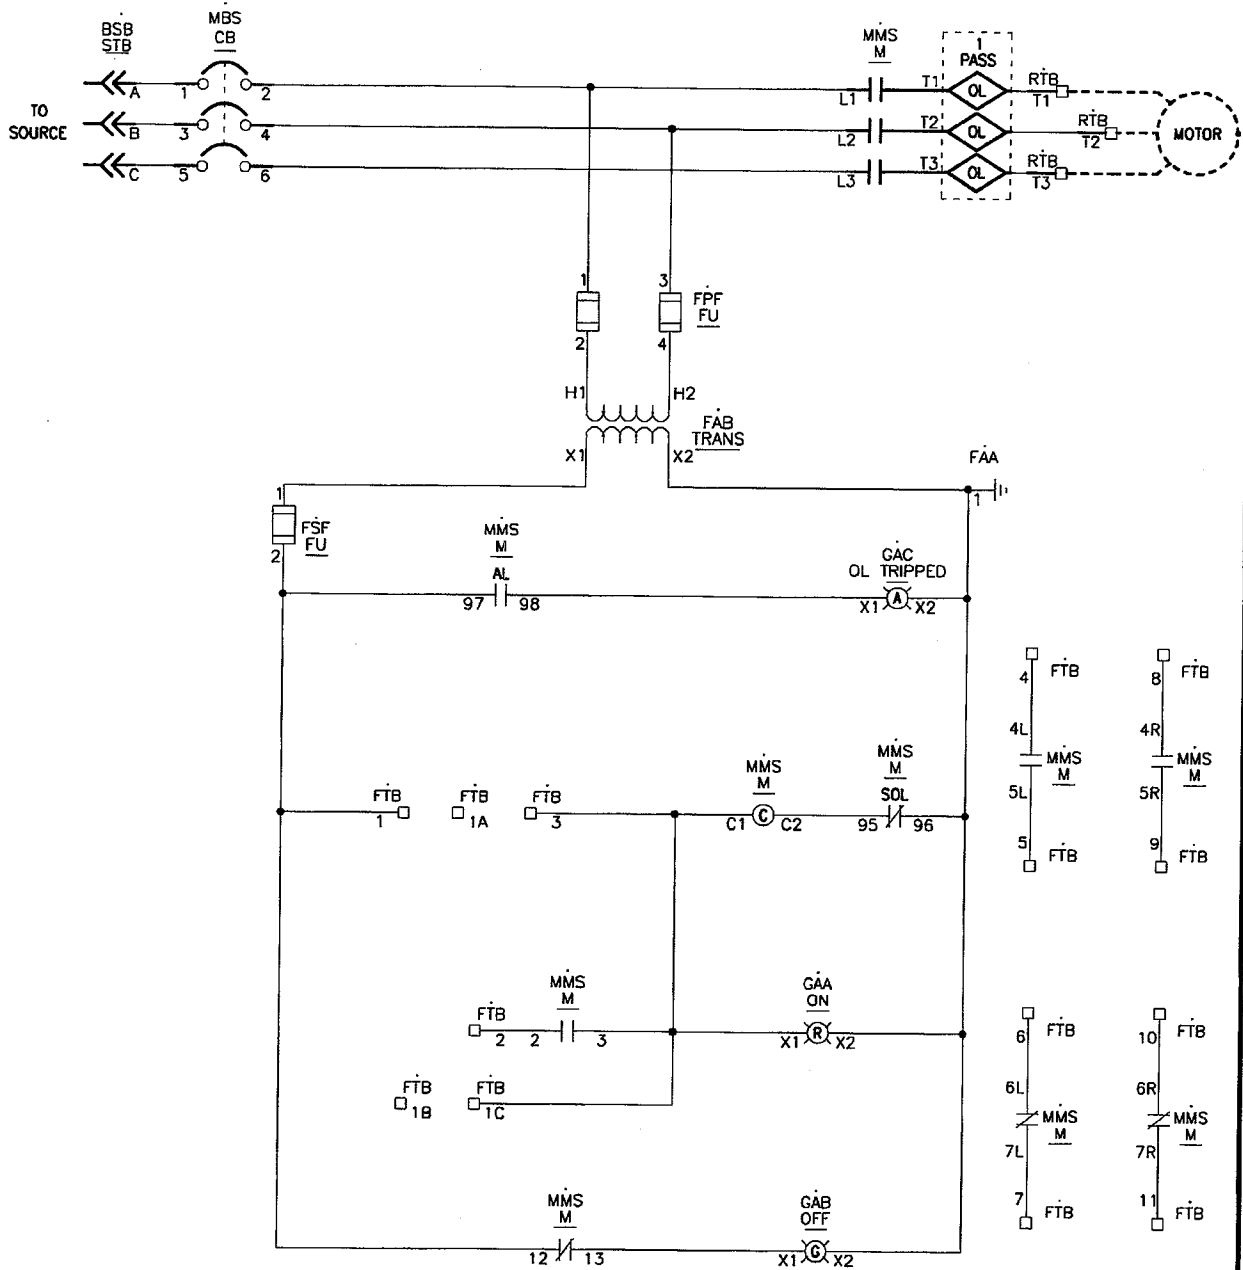 BSB
STB
MBS
CB
MMS
M
1
PASS
TO
SOURCE
A
1
2
L1
T1
OL
RTB
T1
B
3
4
L2
T2
OL
RTB
T2
MOTOR
C
5
6
L3
T3
OL
RTB
T3
1
3
FPF
FU
2
4
H1
H2
FAB
TRANS
X1
X2
FAA
1
1
FSF
FU
2
MMS
M
AL
97
98
GAC
OL TRIPPED
X1
A
X2
FTB
1
FTB
1A
FTB
3
MMS
M
C1
C
C2
MMS
M
SOL
95
96
FTB
2
2
MMS
M
3
GAA
ON
X1
R
X2
FTB
1B
FTB
1C
MMS
M
12
13
GAB
OFF
X1
G
X2
4
FTB
4L
MMS
M
5L
5
FTB
8
FTB
4R
MMS
M
5R
9
FTB
6
FTB
6L
MMS
M
7L
7
FTB
10
FTB
6R
MMS
M
7R
11
FTB